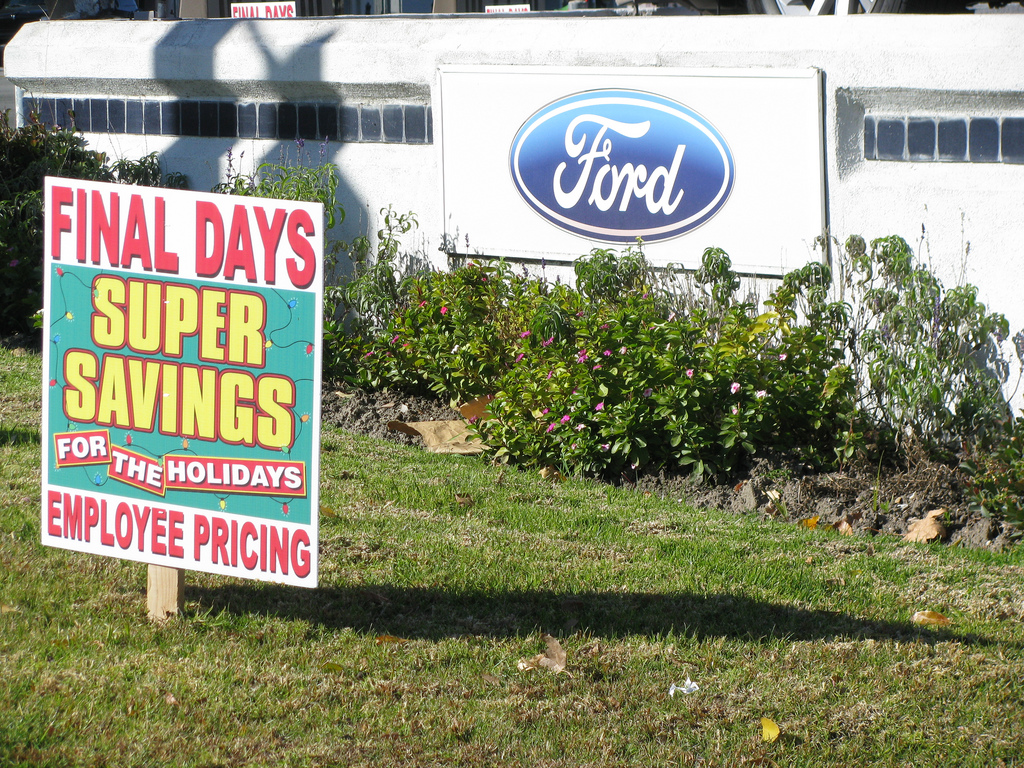 FINAL DAYS
Ford
FINAL DAYS
SUPER
SAVINGS
FOR THE HOLIDAYS
EMPLOYEE PRICING